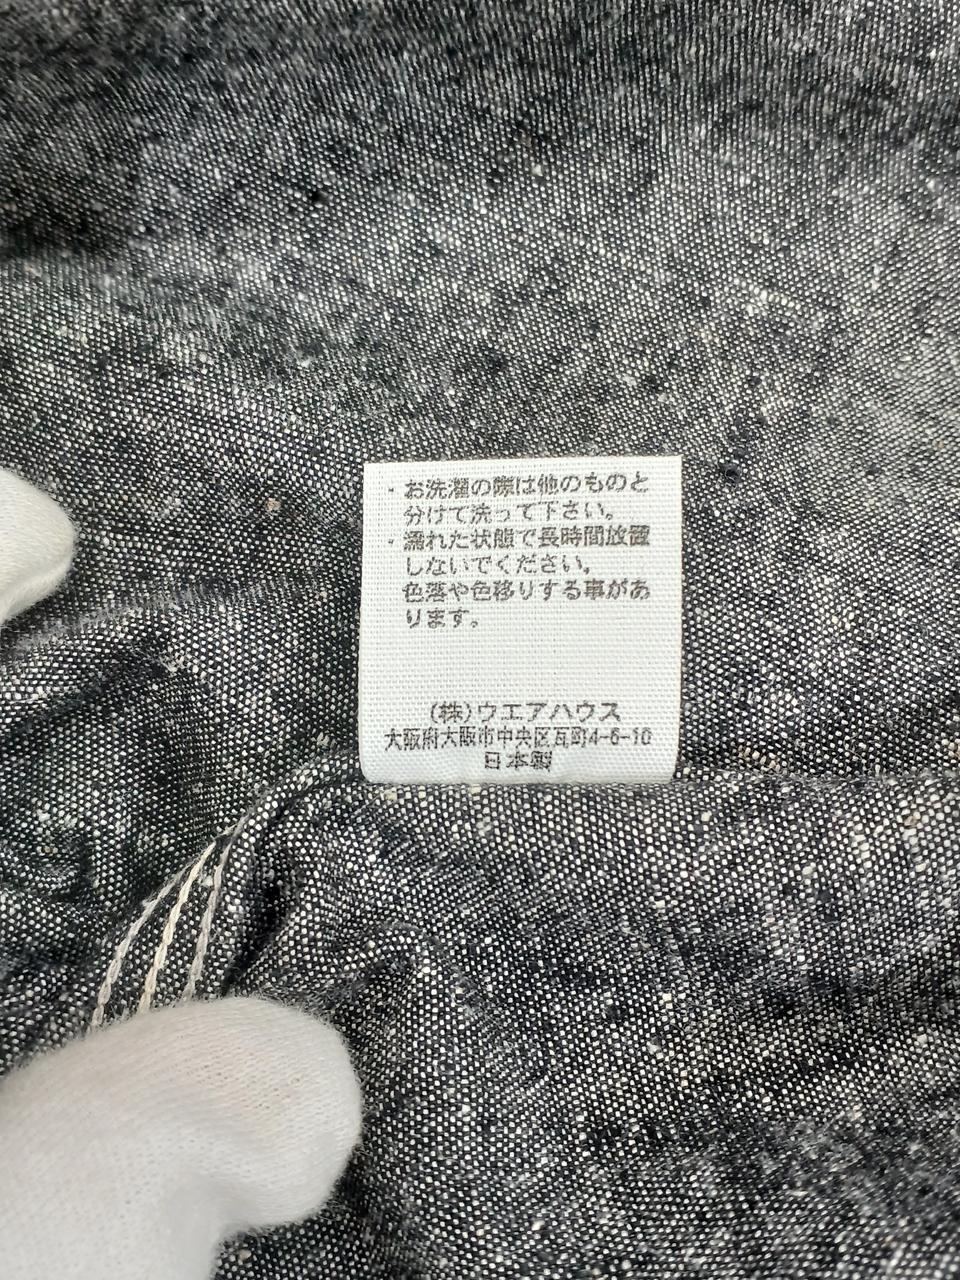 ・お洗濯の際は他のものと
分けて洗って下さい。
・濡れた状態で長時間放置
しないでください。
色落や色移りする事があ
ります。
(株)ウエアハウス
大阪府大阪市中央区瓦町4-6-10
日本製